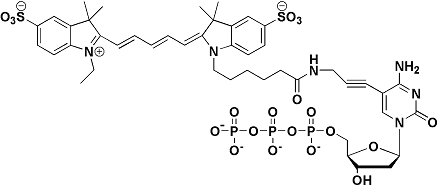 ⊖ SO3 SO3 ⊖
N ⊕ N
H N NH2
O N
O O O
O⁻–P–O–P–O–P–O N O
O⁻ O⁻ O⁻ O
OH